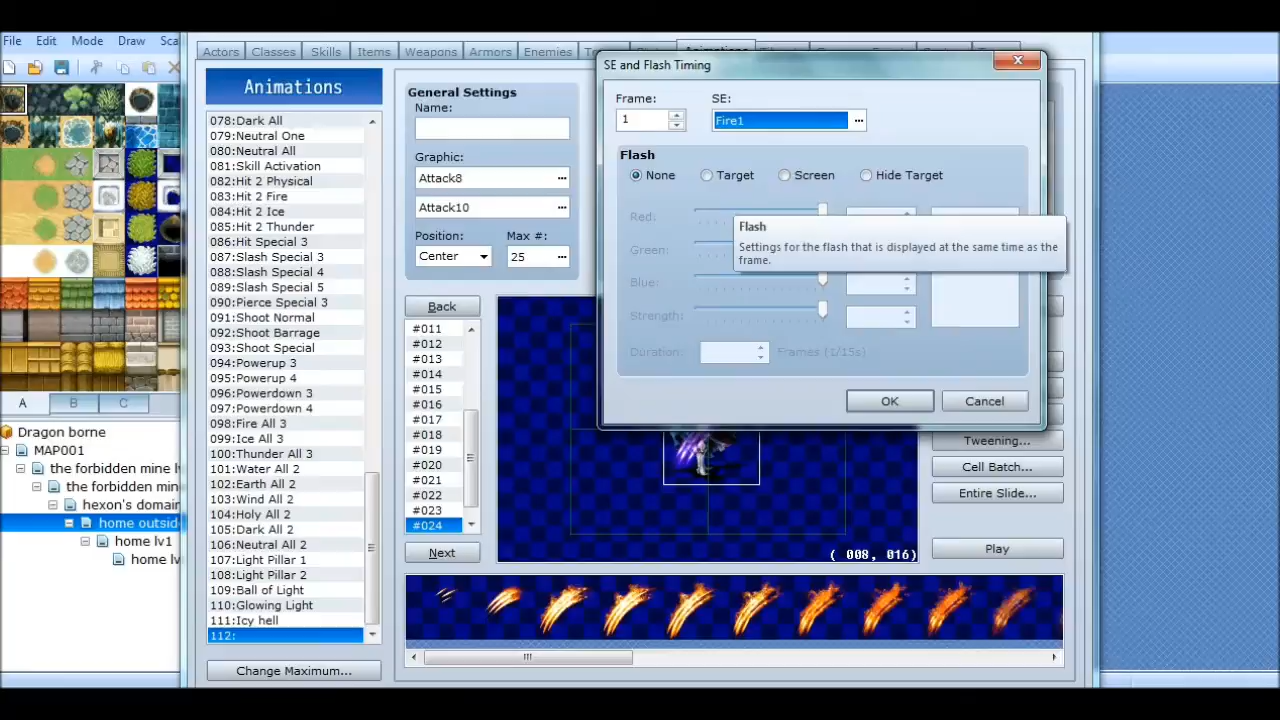 File Edit Mode Draw Sca
Dragon borne
MAP001
the forbidden mine lv
the forbidden min
hexon's domain
home outside
home lv1
home lv
A B C
Actors Classes Skills Items Weapons Armors Enemies Animations
Animations
078:Dark All
079:Neutral One
080:Neutral All
081:Skill Activation
082:Hit 2 Physical
083:Hit 2 Fire
084:Hit 2 Ice
085:Hit 2 Thunder
086:Hit Special 3
087:Slash Special 3
088:Slash Special 4
089:Slash Special 5
090:Pierce Special 3
091:Shoot Normal
092:Shoot Barrage
093:Shoot Special
094:Powerup 3
095:Powerup 4
096:Powerdown 3
097:Powerdown 4
098:Fire All 3
099:Ice All 3
100:Thunder All 3
101:Water All 2
102:Earth All 2
103:Wind All 2
104:Holy All 2
105:Dark All 2
106:Neutral All 2
107:Light Pillar 1
108:Light Pillar 2
109:Ball of Light
110:Glowing Light
111:Icy hell
112:
Change Maximum...
General Settings
Name:
Graphic:
Attack8 ...
Attack10 ...
Position: Max #:
Center 25 ...
Back
#011
#012
#013
#014
#015
#016
#017
#018
#019
#020
#021
#022
#023
#024
Next
( 008, 016)
SE and Flash Timing
Frame: SE:
1 Fire1 ...
Flash
None Target Screen Hide Target
Red:
Green:
Blue:
Strength:
Duration: Frames (1/15s)
Flash
Settings for the flash that is displayed at the same time as the
frame.
OK Cancel
Tweening...
Cell Batch...
Entire Slide...
Play